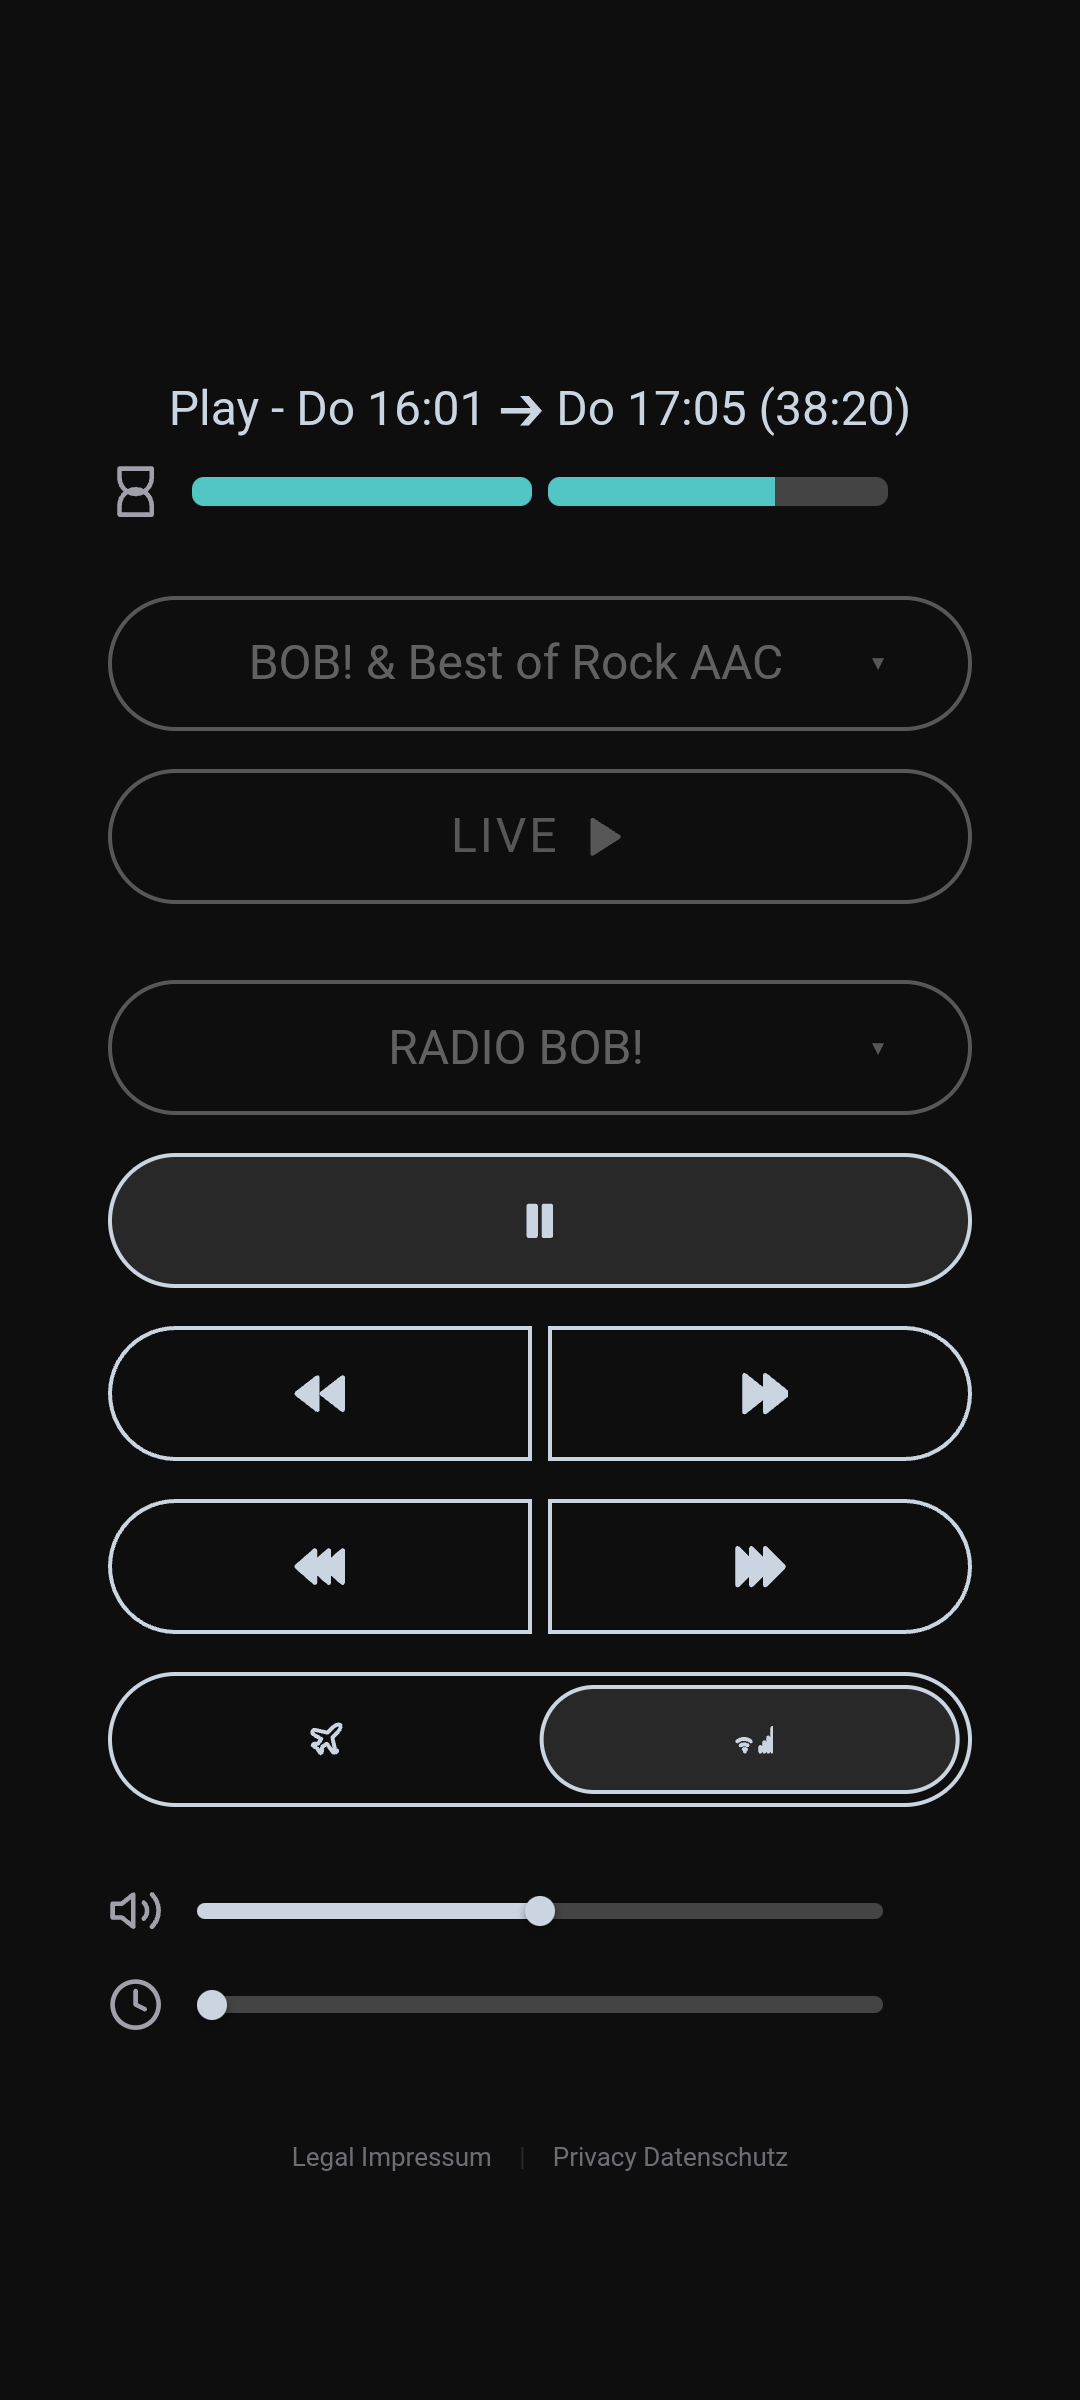 Play - Do 16:01 ➔ Do 17:05 (38:20)
BOB! & Best of Rock AAC
LIVE
RADIO BOB!
Legal Impressum | Privacy Datenschutz